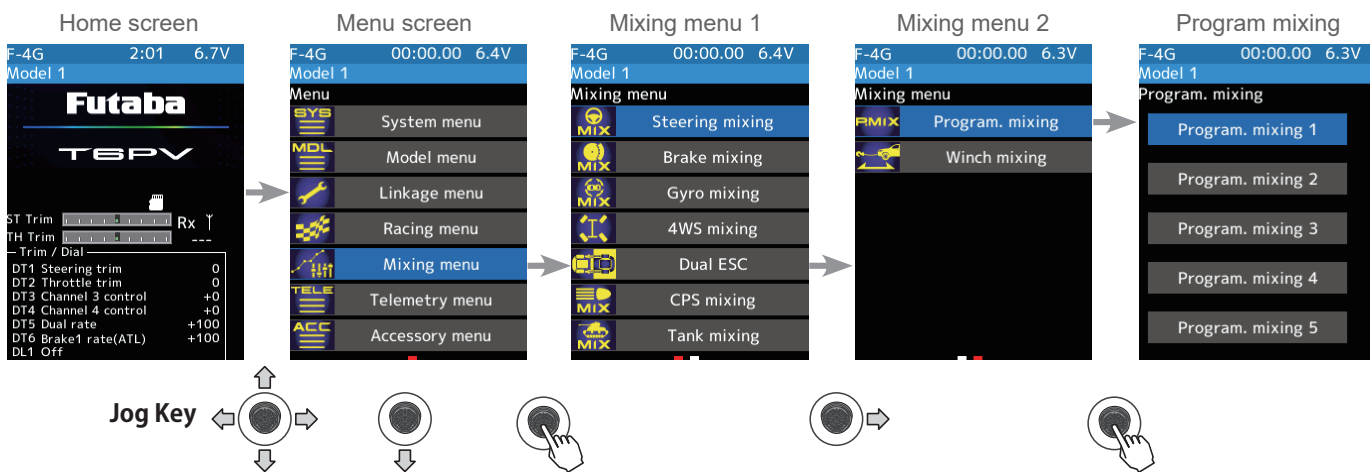 Home screen
F-4G 2:01 6.7V
Model 1
Futaba
T6PV
ST Trim
Rx
TH Trim
---
Trim / Dial
DT1 Steering trim 0
DT2 Throttle trim 0
DT3 Channel 3 control +0
DT4 Channel 4 control +0
DT5 Dual rate +100
DT6 Brake1 rate(ATL) +100
DL1 Off
Menu screen
F-4G 00:00.00 6.4V
Model 1
Menu
SYS System menu
MDL Model menu
Linkage menu
Racing menu
Mixing menu
TELE Telemetry menu
ACC Accessory menu
Mixing menu 1
F-4G 00:00.00 6.4V
Model 1
Mixing menu
MIX Steering mixing
MIX Brake mixing
MIX Gyro mixing
4WS mixing
Dual ESC
MIX CPS mixing
MIX Tank mixing
Mixing menu 2
F-4G 00:00.00 6.3V
Model 1
Mixing menu
PMIX Program. mixing
Winch mixing
Program mixing
F-4G 00:00.00 6.3V
Model 1
Program. mixing
Program. mixing 1
Program. mixing 2
Program. mixing 3
Program. mixing 4
Program. mixing 5
Jog Key